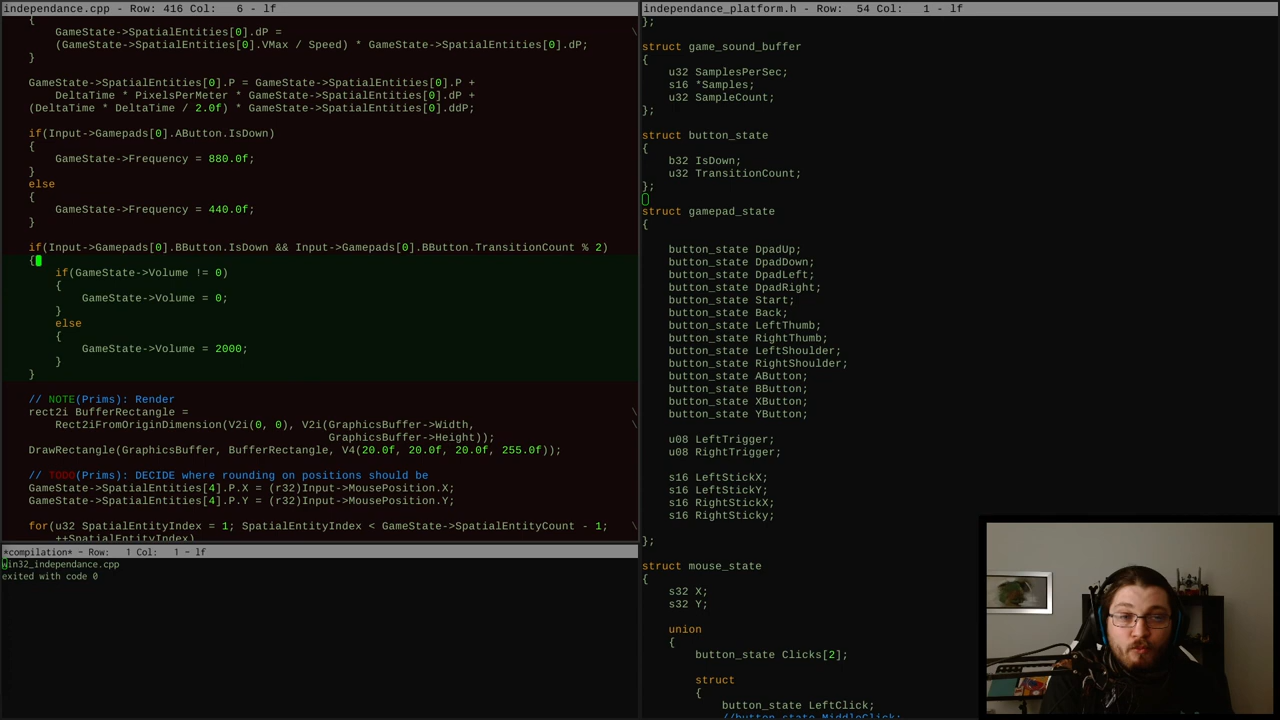 independance.cpp - Row: 416 Col:   6 - lf
{
GameState->SpatialEntities[0].dP = \
(GameState->SpatialEntities[0].VMax / Speed) * GameState->SpatialEntities[0].dP;
}
GameState->SpatialEntities[0].P = GameState->SpatialEntities[0].P +
DeltaTime * PixelsPerMeter * GameState->SpatialEntities[0].dP +
(DeltaTime * DeltaTime / 2.0f) * GameState->SpatialEntities[0].ddP;
if(Input->Gamepads[0].AButton.IsDown)
{
GameState->Frequency = 880.0f;
}
else
{
GameState->Frequency = 440.0f;
}
if(Input->Gamepads[0].BButton.IsDown && Input->Gamepads[0].BButton.TransitionCount % 2)
{
if(GameState->Volume != 0)
{
GameState->Volume = 0;
}
else
{
GameState->Volume = 2000;
}
}
// NOTE(Prims): Render
rect2i BufferRectangle = \
Rect2iFromOriginDimension(V2i(0, 0), V2i(GraphicsBuffer->Width, \
GraphicsBuffer->Height));
DrawRectangle(GraphicsBuffer, BufferRectangle, V4(20.0f, 20.0f, 20.0f, 255.0f));
// TODO(Prims): DECIDE where rounding on positions should be
GameState->SpatialEntities[4].P.X = (r32)Input->MousePosition.X;
GameState->SpatialEntities[4].P.Y = (r32)Input->MousePosition.Y;
for(u32 SpatialEntityIndex = 1; SpatialEntityIndex < GameState->SpatialEntityCount - 1; \
++SpatialEntityIndex)
*compilation* - Row:   1 Col:   1 - lf
win32_independance.cpp
exited with code 0
independance_platform.h - Row:  54 Col:   1 - lf
};
struct game_sound_buffer
{
u32 SamplesPerSec;
s16 *Samples;
u32 SampleCount;
};
struct button_state
{
b32 IsDown;
u32 TransitionCount;
};
struct gamepad_state
{
button_state DpadUp;
button_state DpadDown;
button_state DpadLeft;
button_state DpadRight;
button_state Start;
button_state Back;
button_state LeftThumb;
button_state RightThumb;
button_state LeftShoulder;
button_state RightShoulder;
button_state AButton;
button_state BButton;
button_state XButton;
button_state YButton;
u08 LeftTrigger;
u08 RightTrigger;
s16 LeftStickX;
s16 LeftStickY;
s16 RightStickX;
s16 RightSticky;
};
struct mouse_state
{
s32 X;
s32 Y;
union
{
button_state Clicks[2];
struct
{
button_state LeftClick;
//button_state MiddleClick;